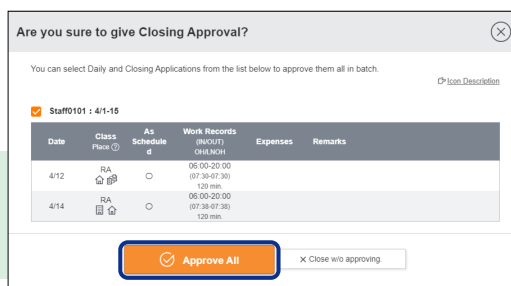 Are you sure to give Closing Approval?
You can select Daily and Closing Applications from the list below to approve them all in batch.
Icon Description
Staff0101 : 4/1-15
Date
Class
Place ?
As
Schedule
d
Work Records
(IN/OUT)
OH/LNOH
Expenses
Remarks
4/12
RA
06:00-20:00
(07:30-07:30)
120 min.
4/14
RA
06:00-20:00
(07:38-07:38)
120 min.
Approve All
Close w/o approving.